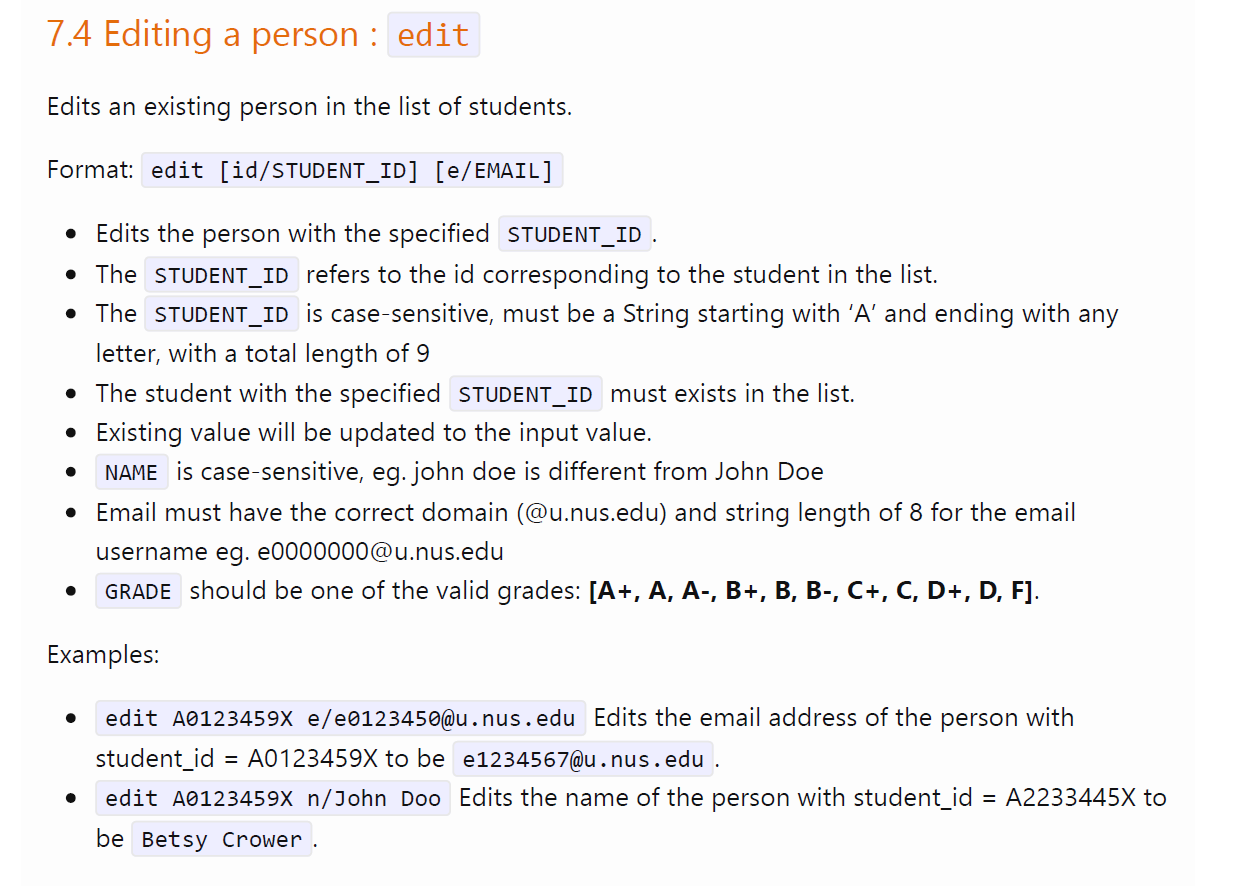 7.4 Editing a person : edit
Edits an existing person in the list of students.
Format: edit [id/STUDENT_ID] [e/EMAIL]
• Edits the person with the specified STUDENT_ID.
• The STUDENT_ID refers to the id corresponding to the student in the list.
• The STUDENT_ID is case-sensitive, must be a String starting with ‘A’ and ending with any
letter, with a total length of 9
• The student with the specified STUDENT_ID must exists in the list.
• Existing value will be updated to the input value.
• NAME is case-sensitive, eg. john doe is different from John Doe
• Email must have the correct domain (@u.nus.edu) and string length of 8 for the email
username eg. e0000000@u.nus.edu
• GRADE should be one of the valid grades: [A+, A, A-, B+, B, B-, C+, C, D+, D, F].
Examples:
• edit A0123459X e/e0123450@u.nus.edu Edits the email address of the person with
student_id = A0123459X to be e1234567@u.nus.edu.
• edit A0123459X n/John Doo Edits the name of the person with student_id = A2233445X to
be Betsy Crower.